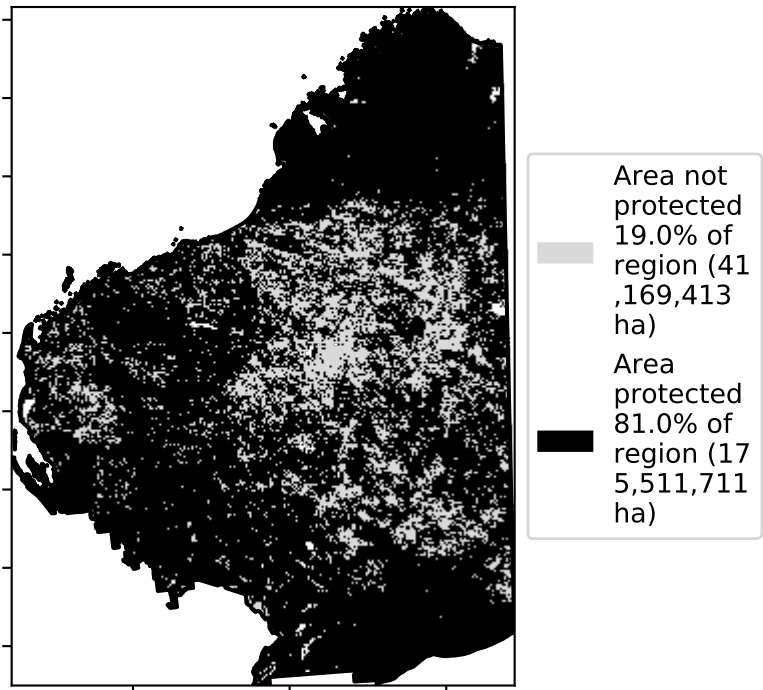 Area not
protected
19.0% of
region (41
,169,413
ha)
Area
protected
81.0% of
region (17
5,511,711
ha)